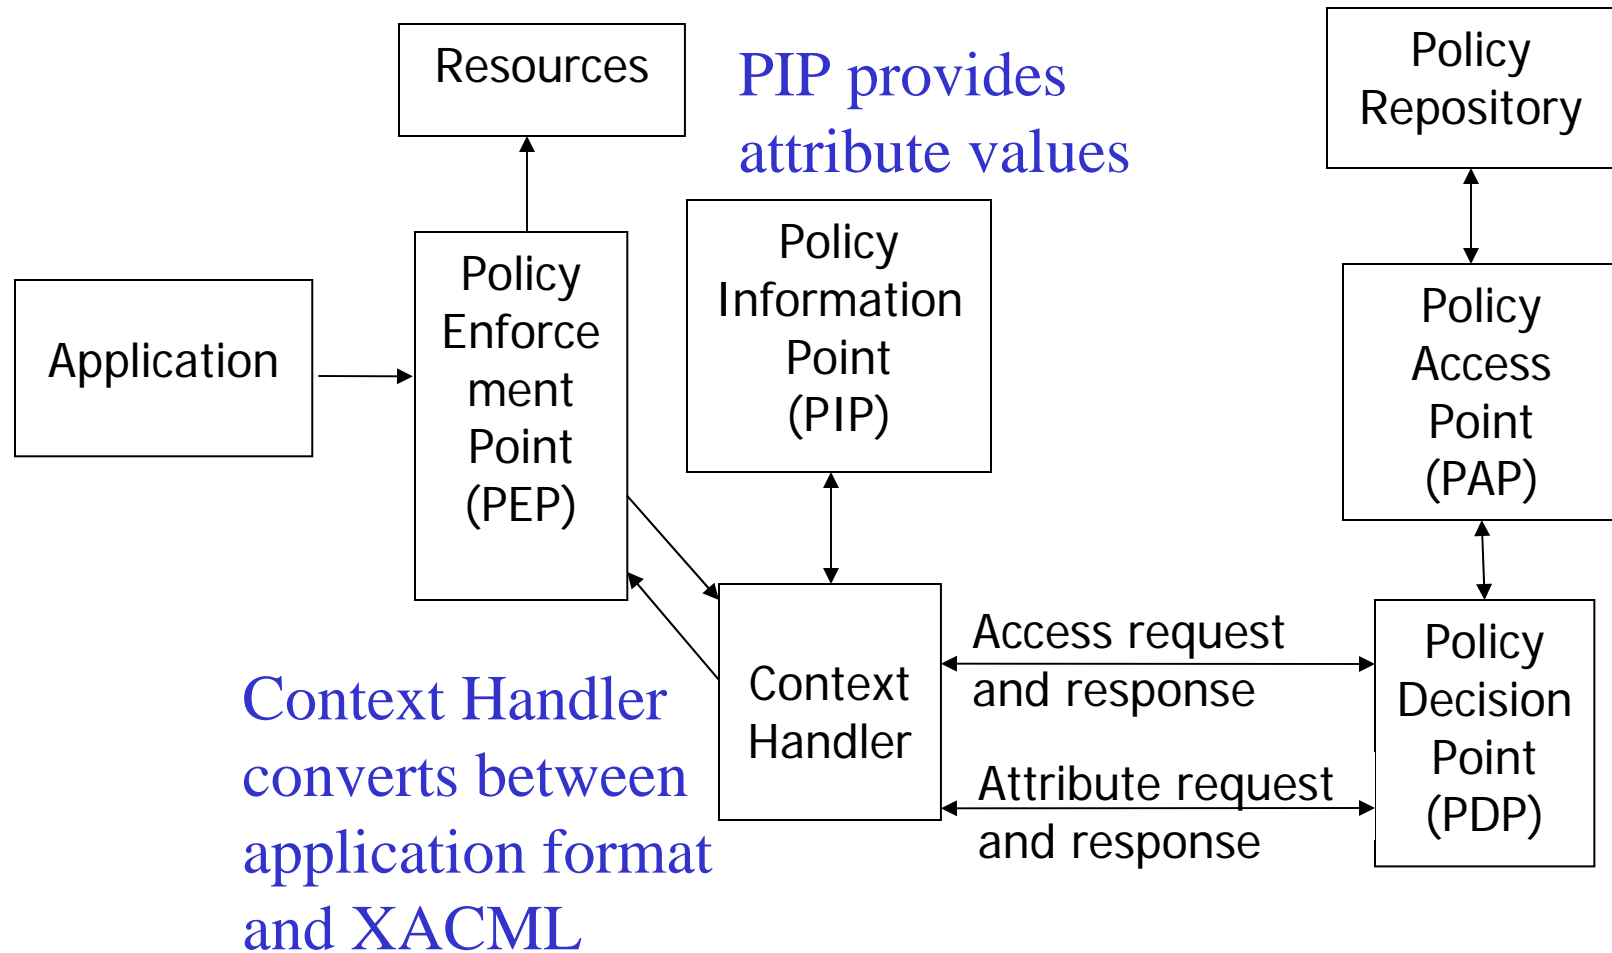 Resources
PIP provides
attribute values
Policy
Repository
Application
Policy
Enforce
ment
Point
(PEP)
Policy
Information
Point
(PIP)
Policy
Access
Point
(PAP)
Context Handler
converts between
application format
and XACML
Context
Handler
Access request
and response
Attribute request
and response
Policy
Decision
Point
(PDP)